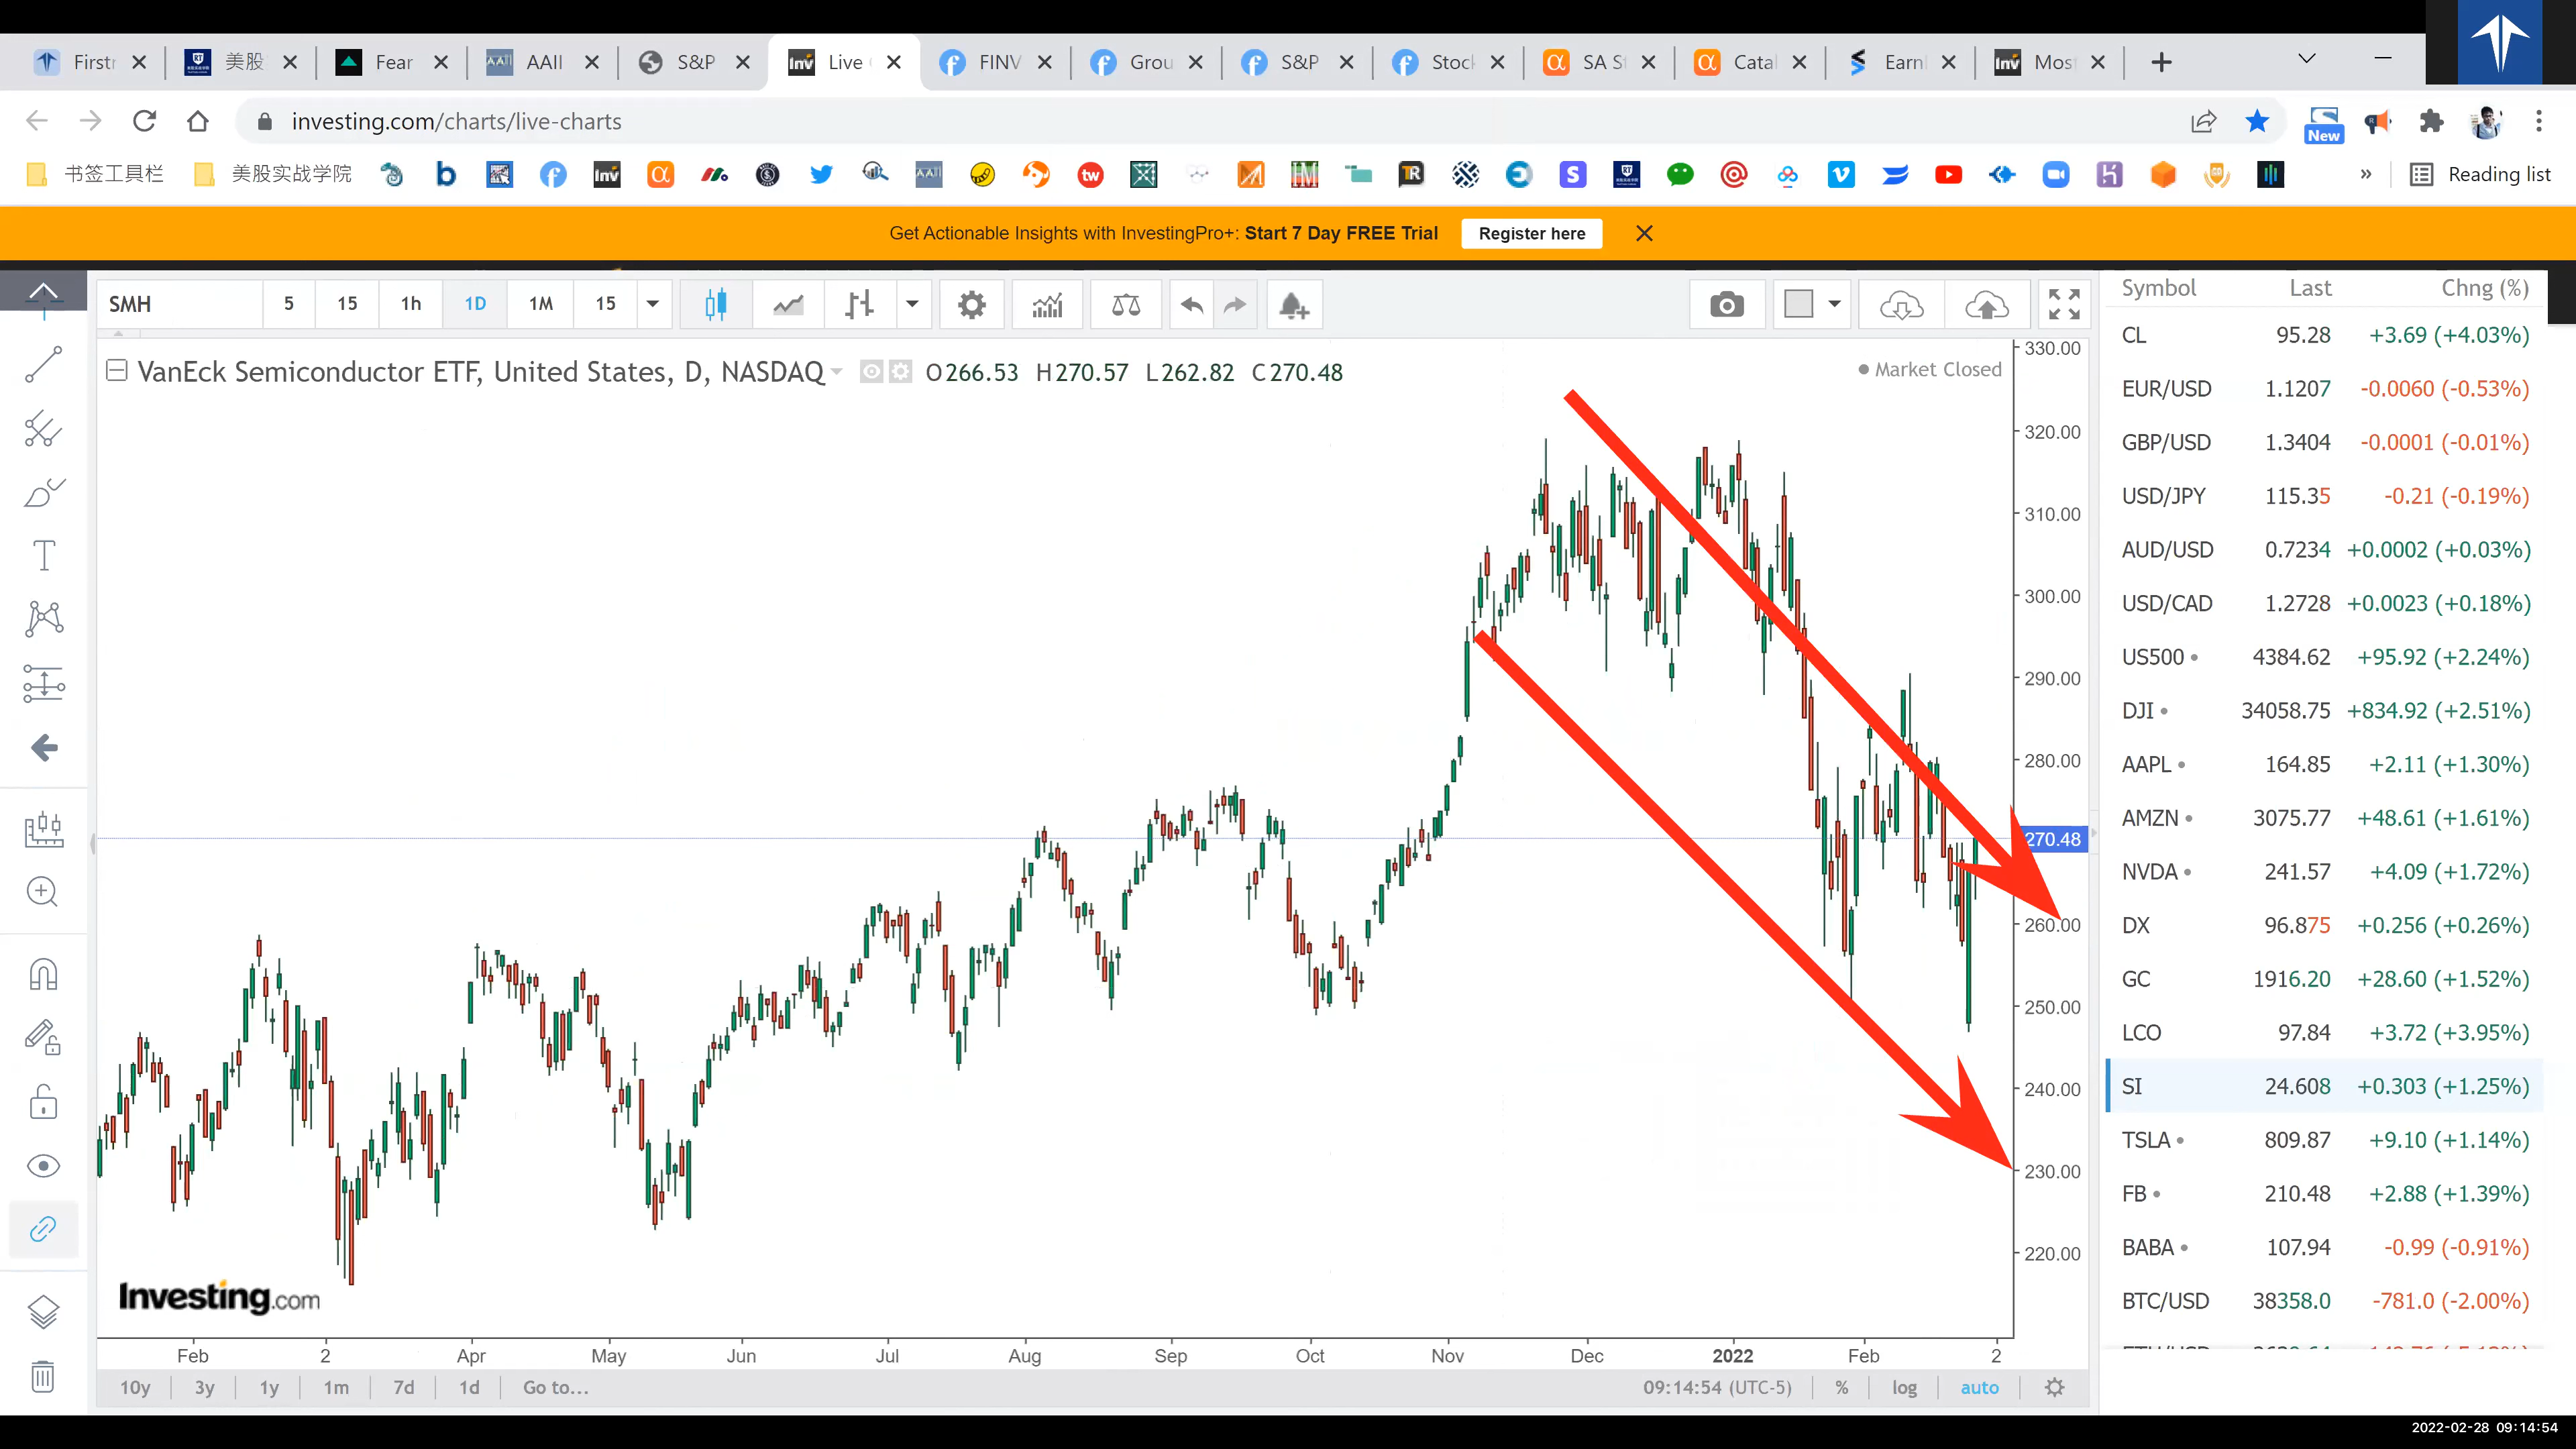 Firstr 美股 Fear AAII S&P Live FINV Grou S&P Stoc SA S Catal Earn Mos
investing.com/charts/live-charts
New
书签工具栏 美股实战学院 Reading list
Get Actionable Insights with InvestingPro+: Start 7 Day FREE Trial Register here
SMH 5 15 1h 1D 1M 15
VanEck Semiconductor ETF, United States, D, NASDAQ O266.53 H270.57 L262.82 C270.48
Market Closed
330.00
320.00
310.00
300.00
290.00
280.00
270.48
260.00
250.00
240.00
230.00
220.00
Investing.com
Feb 2 Apr May Jun Jul Aug Sep Oct Nov Dec 2022 Feb 2
10y 3y 1y 1m 7d 1d Go to... 09:14:54 (UTC-5) % log auto
Symbol Last Chng (%)
CL 95.28 +3.69 (+4.03%)
EUR/USD 1.1207 -0.0060 (-0.53%)
GBP/USD 1.3404 -0.0001 (-0.01%)
USD/JPY 115.35 -0.21 (-0.19%)
AUD/USD 0.7234 +0.0002 (+0.03%)
USD/CAD 1.2728 +0.0023 (+0.18%)
US500 4384.62 +95.92 (+2.24%)
DJI 34058.75 +834.92 (+2.51%)
AAPL 164.85 +2.11 (+1.30%)
AMZN 3075.77 +48.61 (+1.61%)
NVDA 241.57 +4.09 (+1.72%)
DX 96.875 +0.256 (+0.26%)
GC 1916.20 +28.60 (+1.52%)
LCO 97.84 +3.72 (+3.95%)
SI 24.608 +0.303 (+1.25%)
TSLA 809.87 +9.10 (+1.14%)
FB 210.48 +2.88 (+1.39%)
BABA 107.94 -0.99 (-0.91%)
BTC/USD 38358.0 -781.0 (-2.00%)
2022-02-28 09:14:54